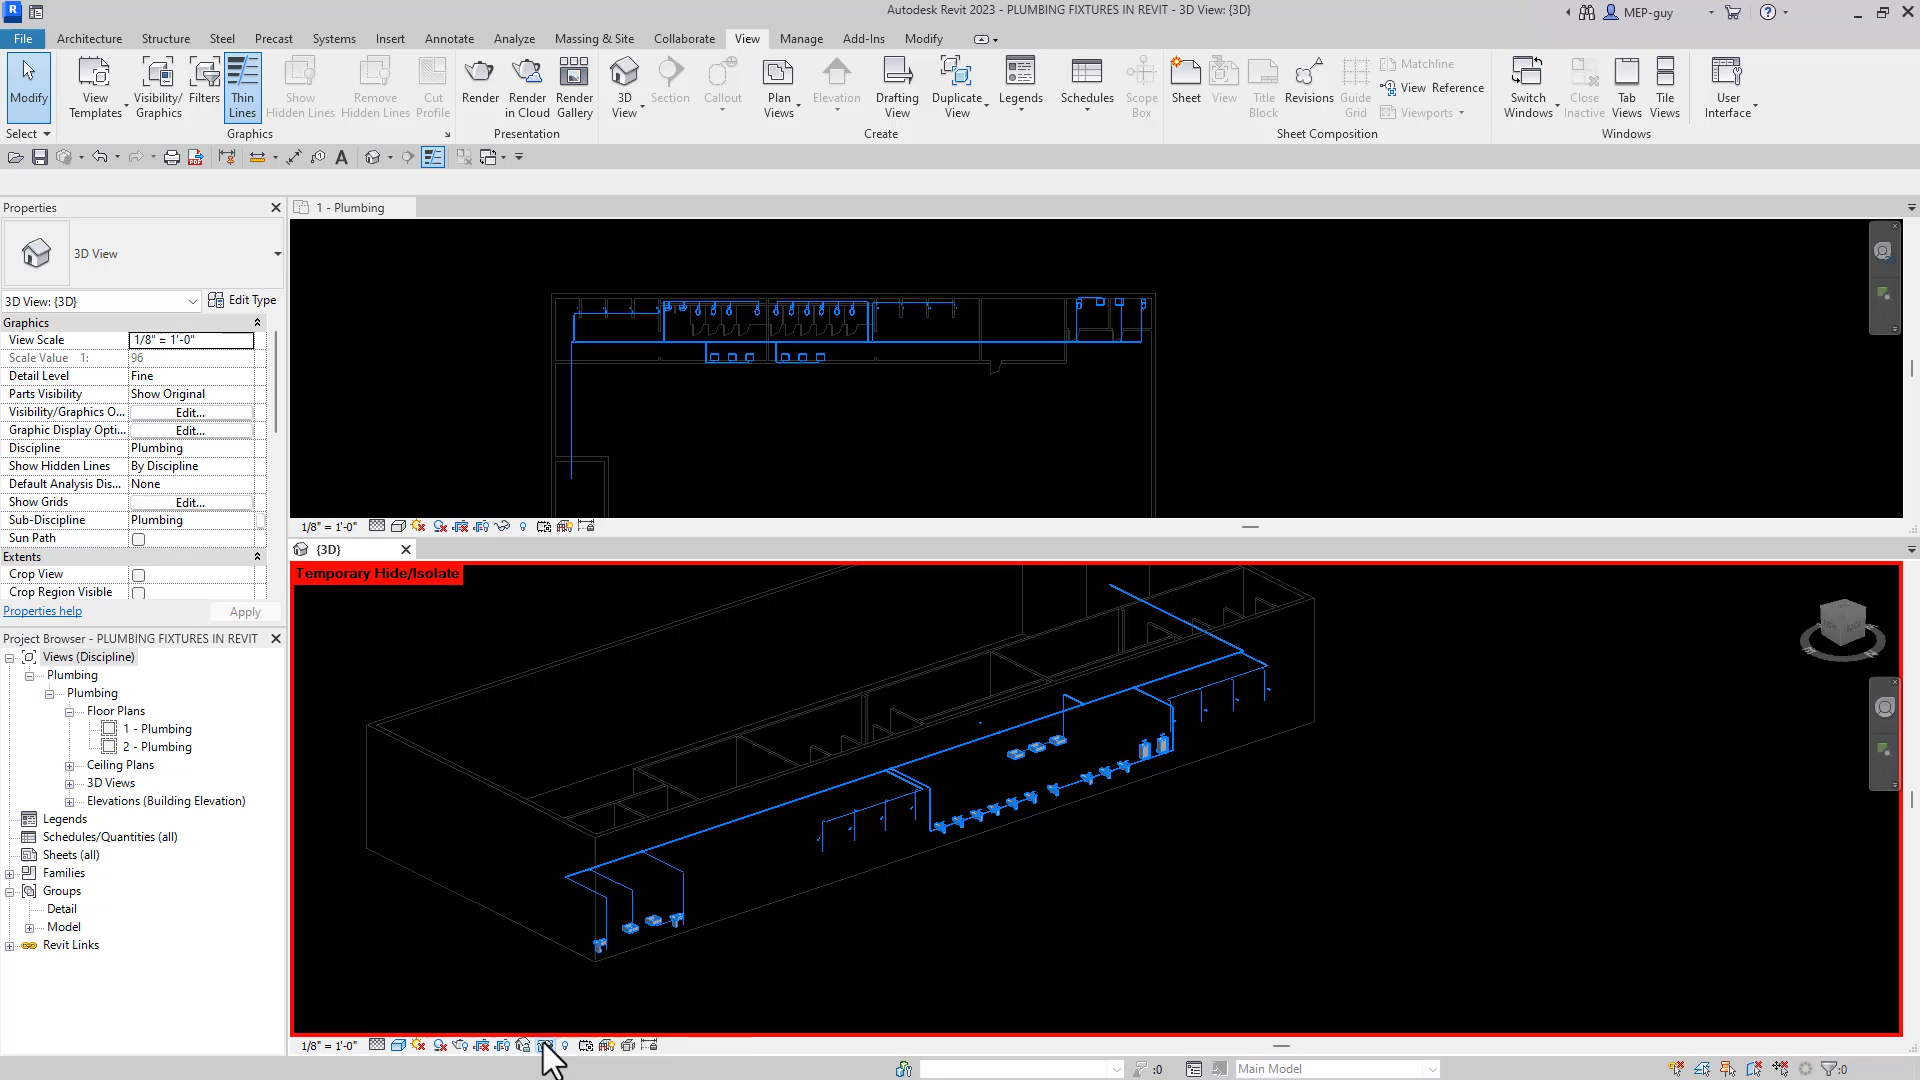 R
Autodesk Revit 2023 - PLUMBING FIXTURES IN REVIT - 3D View: {3D}
MEP-guy
File Architecture Structure Steel Precast Systems Insert Annotate Analyze Massing & Site Collaborate View Manage Add-Ins Modify
Modify
View Templates
Visibility/ Graphics
Filters
Thin Lines
Show Hidden Lines
Remove Hidden Lines
Cut Profile
Render
Render in Cloud
Render Gallery
3D View
Section
Callout
Plan Views
Elevation
Drafting View
Duplicate View
Legends
Schedules
Scope Box
Sheet
View
Title Block
Revisions
Guide Grid
Matchline
View Reference
Viewports
Switch Windows
Close Inactive
Tab Views
Tile Views
User Interface
Select Graphics Presentation Create Sheet Composition Windows
Properties
3D View
3D View: {3D} Edit Type
Graphics
View Scale 1/8" = 1'-0"
Scale Value 1: 96
Detail Level Fine
Parts Visibility Show Original
Visibility/Graphics O... Edit...
Graphic Display Opti... Edit...
Discipline Plumbing
Show Hidden Lines By Discipline
Default Analysis Dis... None
Show Grids Edit...
Sub-Discipline Plumbing
Sun Path
Extents
Crop View
Crop Region Visible
Properties help Apply
Project Browser - PLUMBING FIXTURES IN REVIT
Views (Discipline)
Plumbing
Plumbing
Floor Plans
1 - Plumbing
2 - Plumbing
Ceiling Plans
3D Views
Elevations (Building Elevation)
Legends
Schedules/Quantities (all)
Sheets (all)
Families
Groups
Detail
Model
Revit Links
1 - Plumbing
1/8" = 1'-0"
{3D}
Temporary Hide/Isolate
1/8" = 1'-0"
:0
Main Model
:0